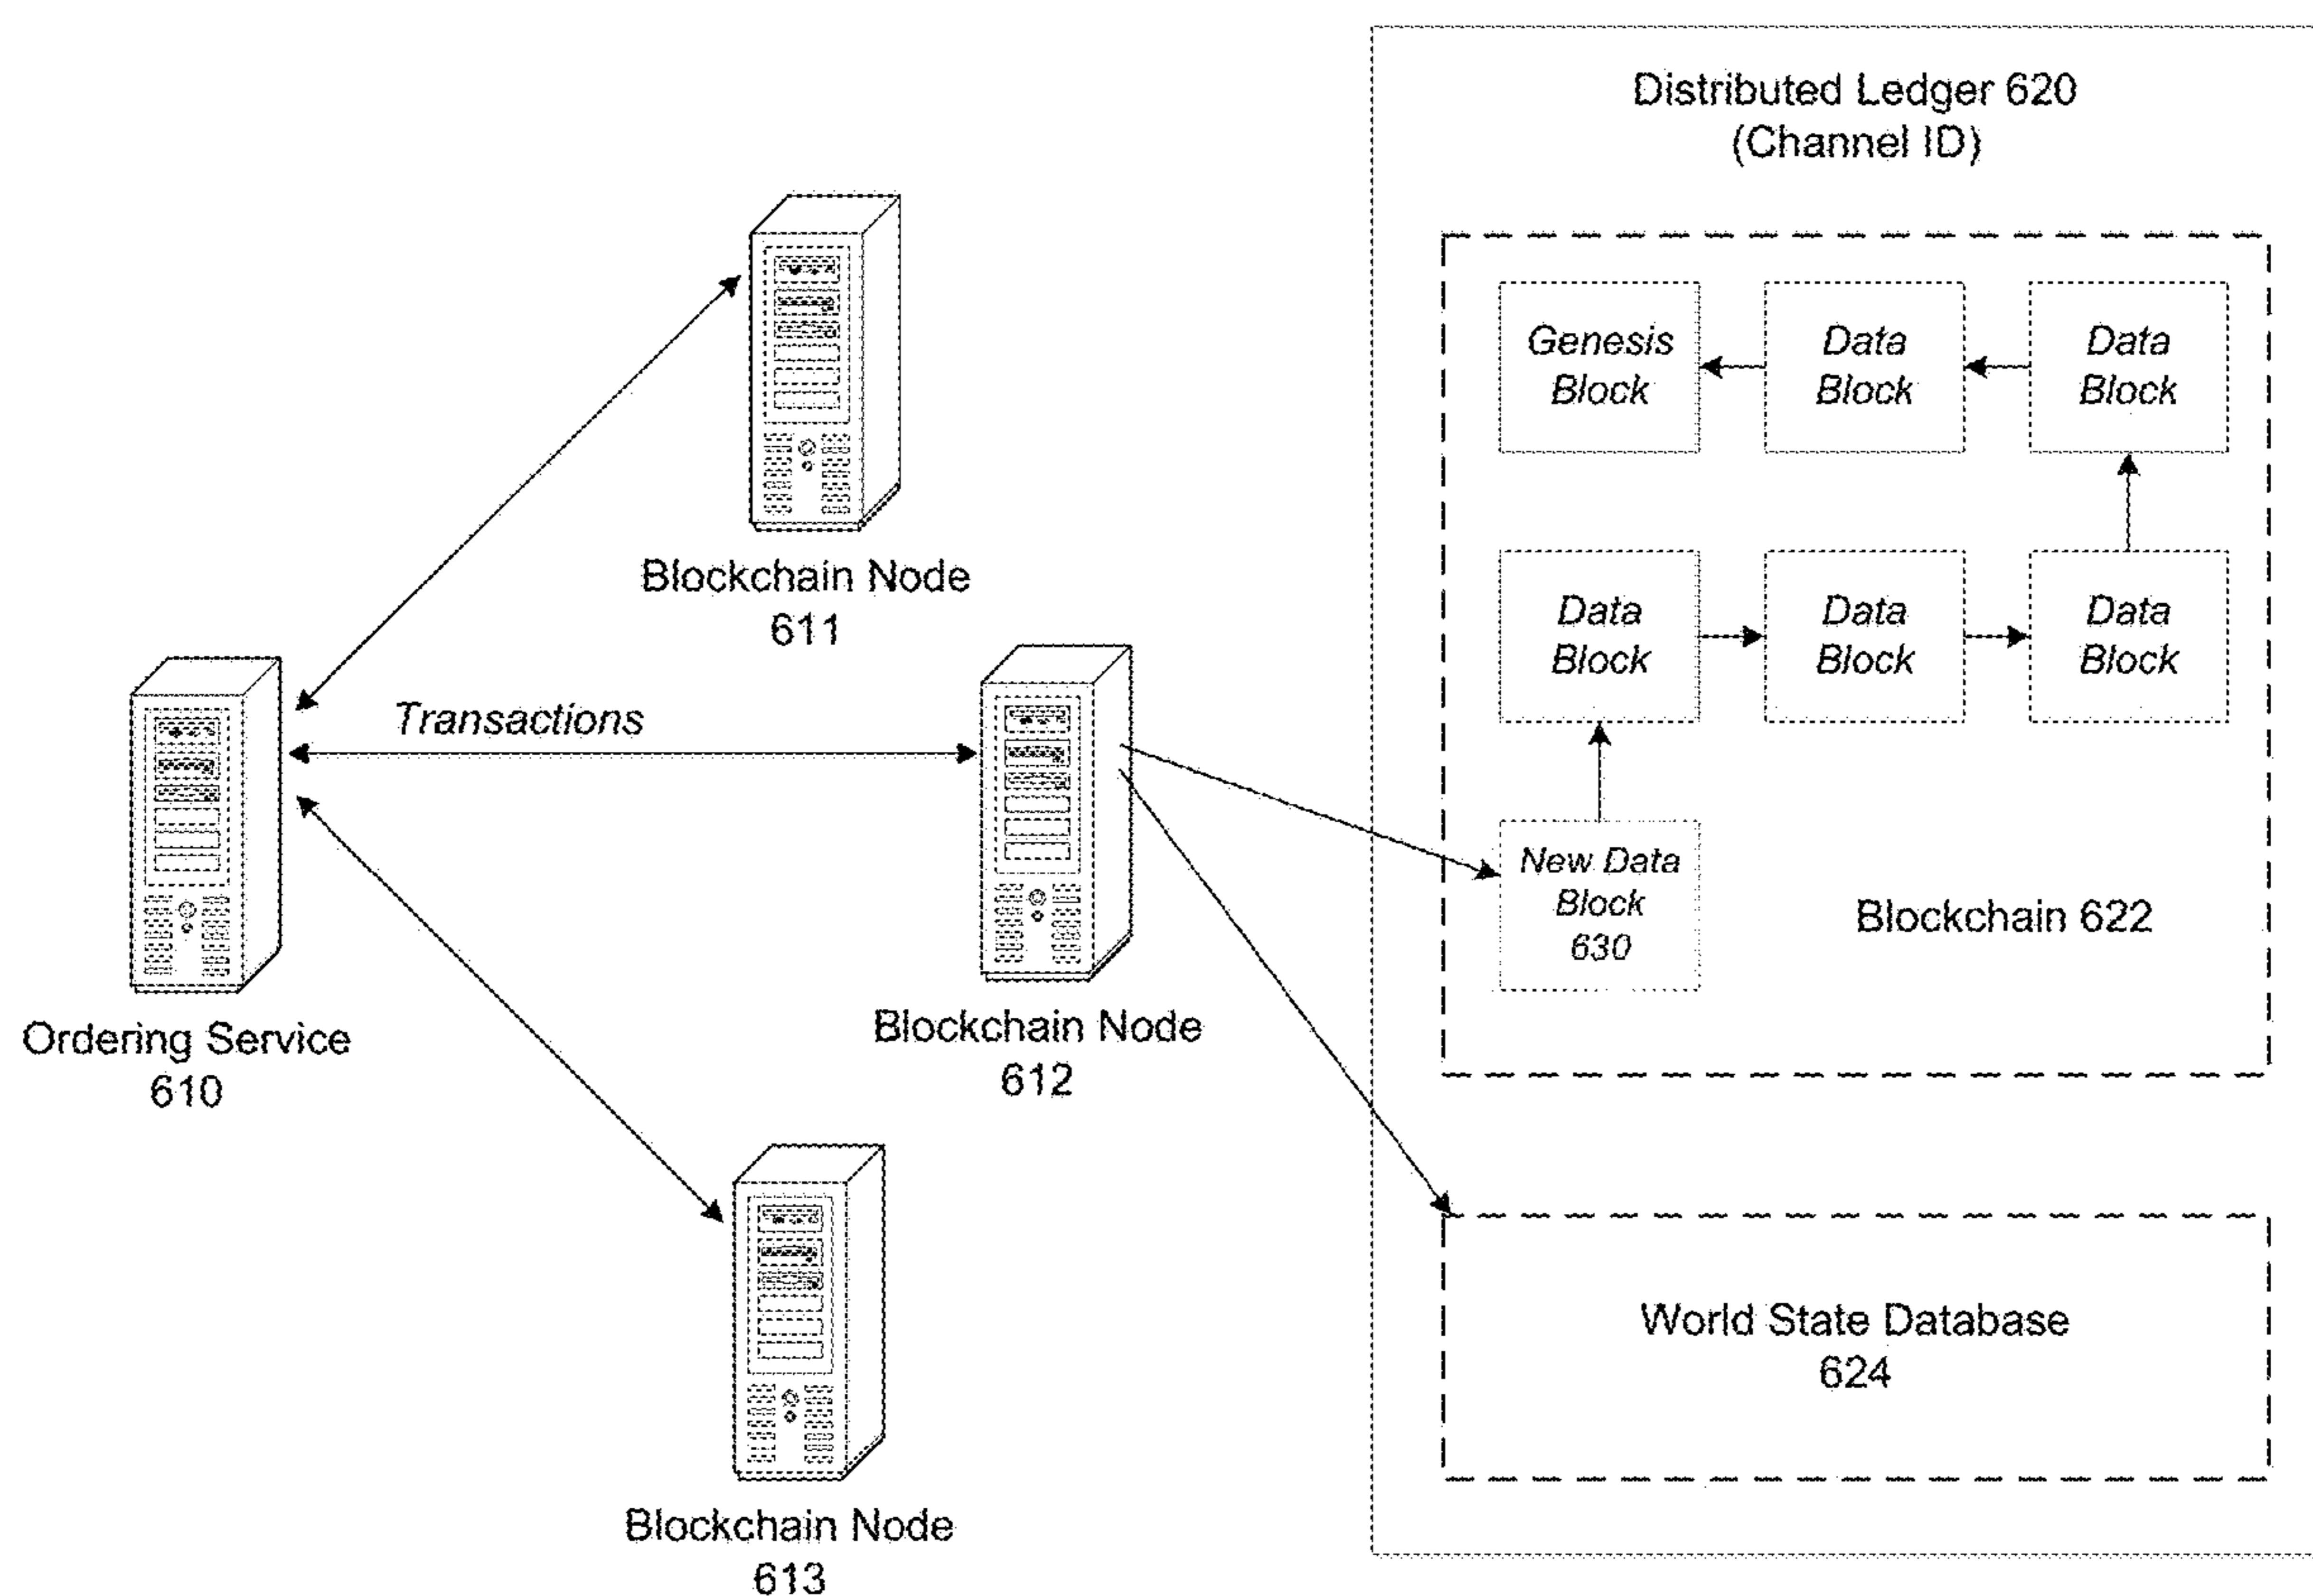 Distributed Ledger 620
(Channel ID)
Genesis
Block
Data
Block
Data
Block
Blockchain Node
611
Data
Block
Data
Block
Data
Block
Transactions
New Data
Block
630
Blockchain 622
Ordering Service
610
Blockchain Node
612
World State Database
624
Blockchain Node
613